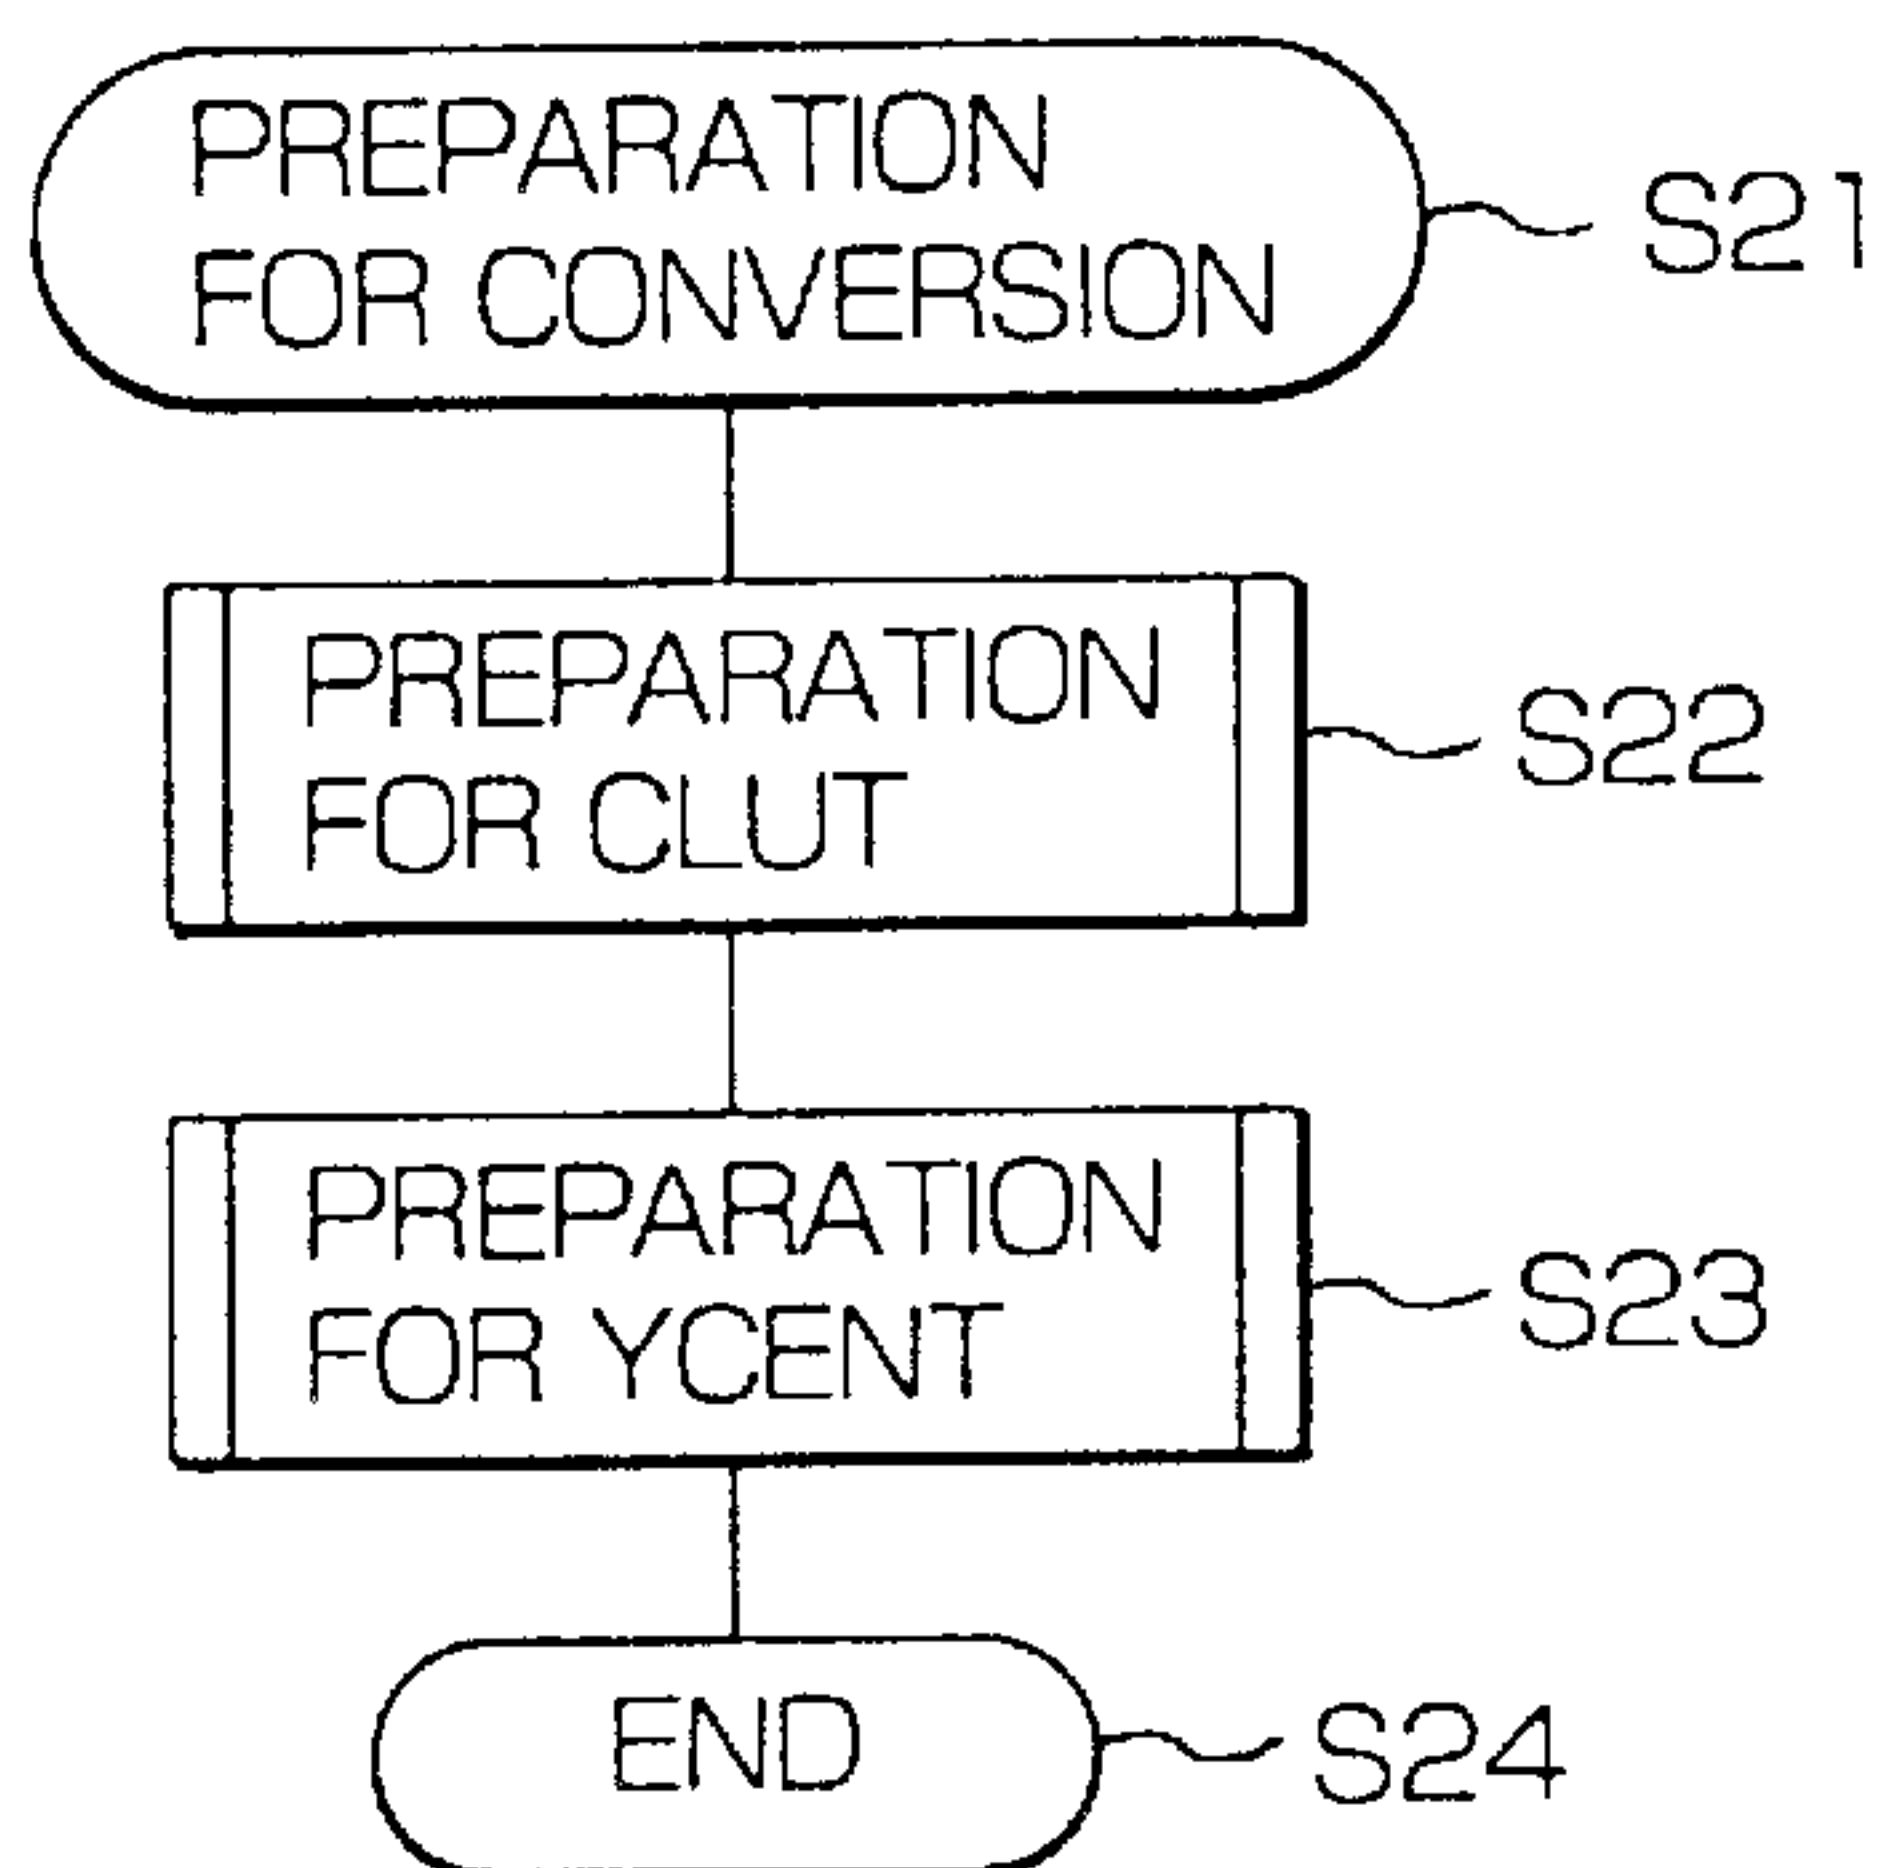 PREPARATION
FOR CONVERSION
S21
PREPARATION
FOR CLUT
S22
PREPARATION
FOR YCENT
S23
END
S24